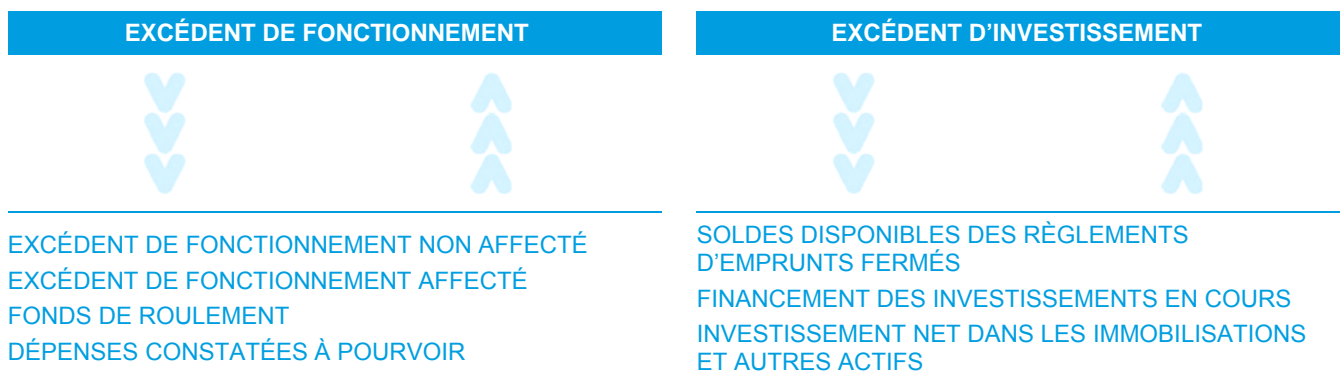 EXCÉDENT DE FONCTIONNEMENT
EXCÉDENT DE FONCTIONNEMENT NON AFFECTÉ
EXCÉDENT DE FONCTIONNEMENT AFFECTÉ
FONDS DE ROULEMENT
DÉPENSES CONSTATÉES À POURVOIR
EXCÉDENT D’INVESTISSEMENT
SOLDES DISPONIBLES DES RÈGLEMENTS
D’EMPRUNTS FERMÉS
FINANCEMENT DES INVESTISSEMENTS EN COURS
INVESTISSEMENT NET DANS LES IMMOBILISATIONS
ET AUTRES ACTIFS